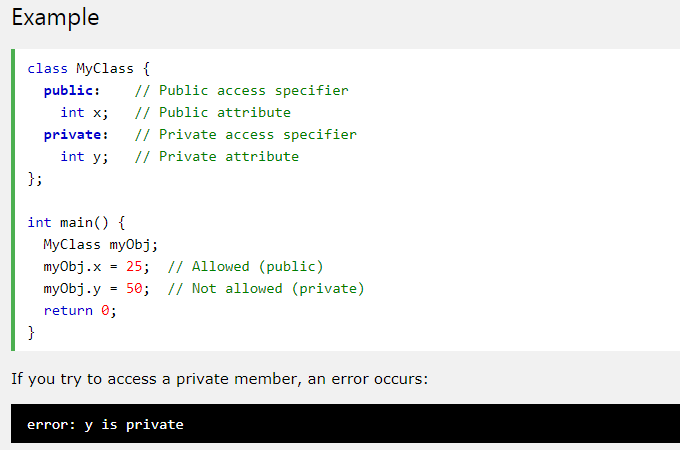 Example
class MyClass {
  public:    // Public access specifier
    int x;   // Public attribute
  private:   // Private access specifier
    int y;   // Private attribute
};
int main() {
  MyClass myObj;
  myObj.x = 25;  // Allowed (public)
  myObj.y = 50;  // Not allowed (private)
  return 0;
}
If you try to access a private member, an error occurs:
error: y is private